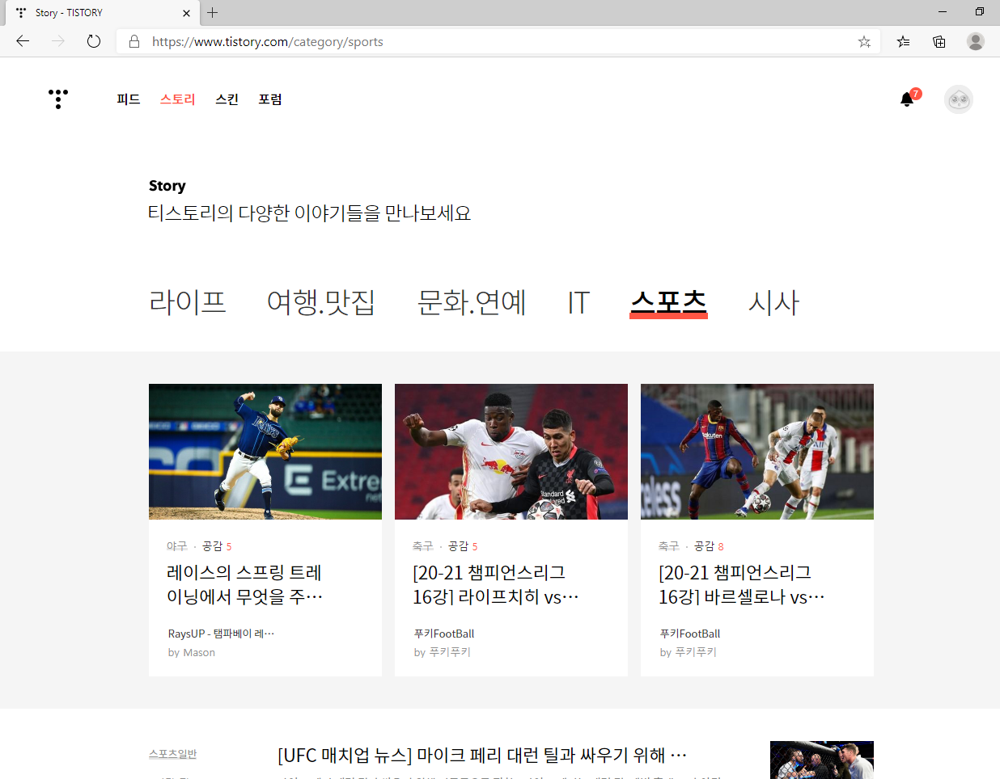 Story - TISTORY
https://www.tistory.com/category/sports
피드 스토리 스킨 포럼
7
Story
티스토리의 다양한 이야기들을 만나보세요
라이프 여행.맛집 문화.연예 IT 스포츠 시사
야구 · 공감 5
레이스의 스프링 트레
이닝에서 무엇을 주…
RaysUP - 탬파베이 레…
by Mason
축구 · 공감 5
[20-21 챔피언스리그
16강] 라이프치히 vs…
푸키FootBall
by 푸키푸키
축구 · 공감 8
[20-21 챔피언스리그
16강] 바르셀로나 vs…
푸키FootBall
by 푸키푸키
스포츠일반
[UFC 매치업 뉴스] 마이크 페리 대런 틸과 싸우기 위해 …